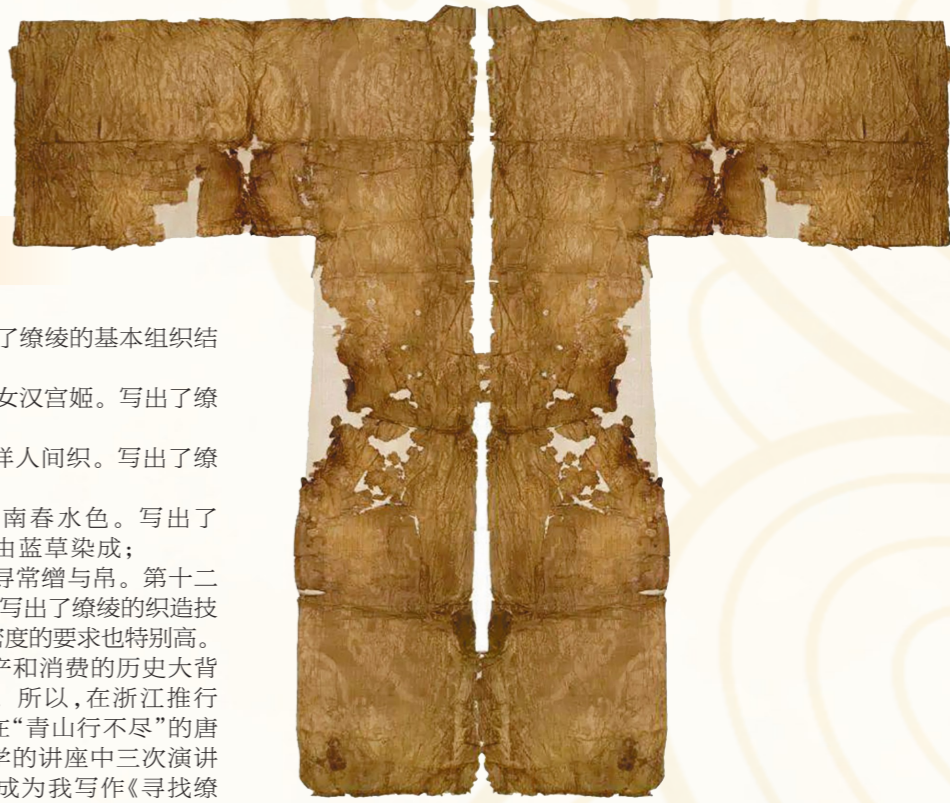 了缭绫的基本组织结
女汉宫姬。写出了缭
样人间织。写出了缭
南春水色。写出了
由蓝草染成；
寻常缯与帛。第十二
写出了缭绫的织造技
密度的要求也特别高。
产和消费的历史大背
所以，在浙江推行
在“青山行不尽”的唐
学的讲座中三次演讲
成为我写作《寻找缭